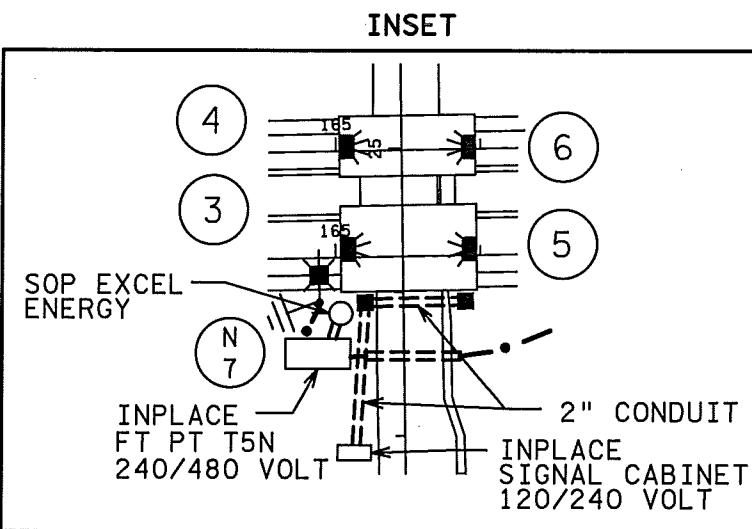 INSET
4
165
25
6
3
165
5
SOP EXCEL
ENERGY
N
7
INPLACE
FT PT T5N
240/480 VOLT
2" CONDUIT
INPLACE
SIGNAL CABINET
120/240 VOLT